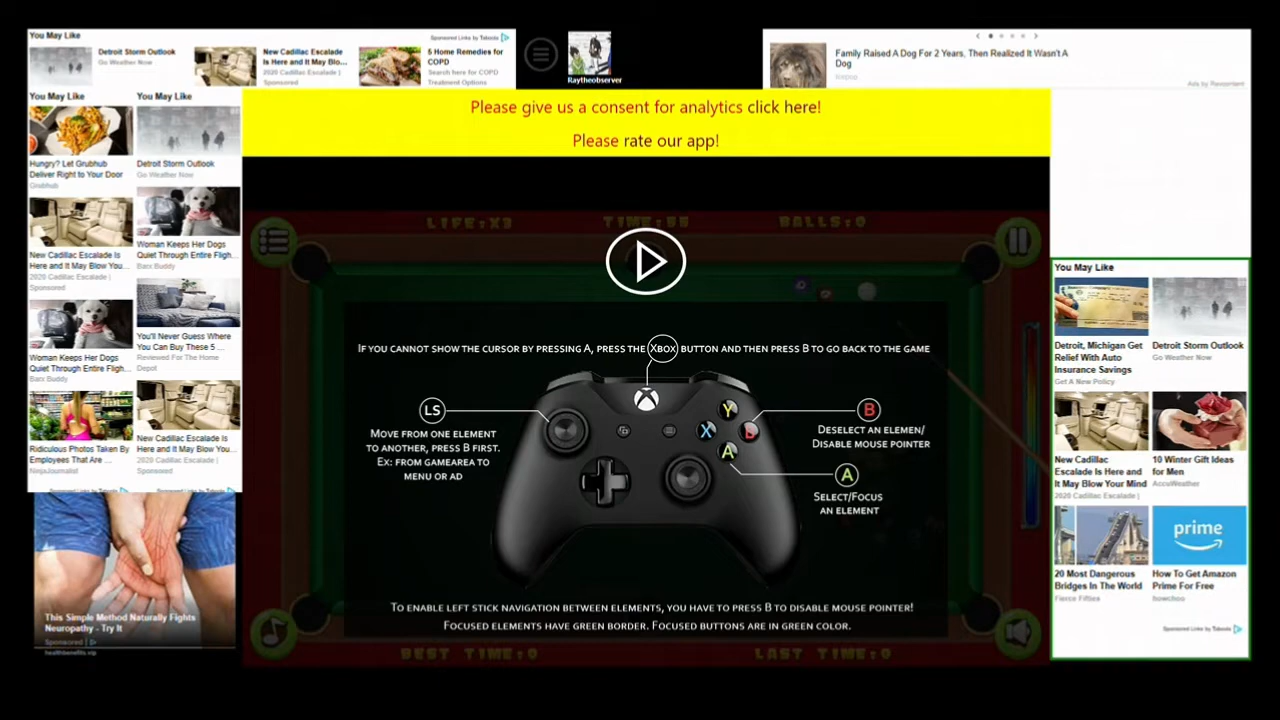 You May Like
Sponsored Links by Taboola
Detroit Storm Outlook
Go Weather Now
New Cadillac Escalade
Is Here and It May Blo...
2020 Cadillac Escalade |
Sponsored
5 Home Remedies for
COPD
Search here for COPD
Treatment Options
Raytheobserver
Family Raised A Dog For 2 Years, Then Realized It Wasn't A
Dog
Ads by Revcontent
You May Like
Hungry? Let Grubhub
Deliver Right to Your Door
Grubhub
New Cadillac Escalade Is
Here and It May Blow You...
2020 Cadillac Escalade |
Sponsored
Woman Keeps Her Dogs
Quiet Through Entire Fligh...
Barx Buddy
Ridiculous Photos Taken By
Employees That Are ...
NinjaJournalist
You May Like
Detroit Storm Outlook
Go Weather Now
Woman Keeps Her Dogs
Quiet Through Entire Fligh...
Barx Buddy
You'll Never Guess Where
You Can Buy These 5 ...
Reviewed For The Home
Depot
New Cadillac Escalade Is
Here and It May Blow You...
2020 Cadillac Escalade |
Sponsored
This Simple Method Naturally Fights
Neuropathy - Try It
Sponsored |
healthbenefits.vip
Please give us a consent for analytics click here!
Please rate our app!
LIFE:X3 TIME:55 BALLS:0
If you cannot show the cursor by pressing A, press the Xbox button and then press B to go back to the game
LS
Move from one element
to another, press B first.
Ex: from gamearea to
menu or ad
Y
X
B
A
B
Deselect an elemen/
Disable mouse pointer
A
Select/Focus
an element
To enable left stick navigation between elements, you have to press B to disable mouse pointer!
Focused elements have green border. Focused buttons are in green color.
BEST TIME:0 LAST TIME:0
You May Like
Detroit, Michigan Get
Relief With Auto
Insurance Savings
Get A New Policy
Detroit Storm Outlook
Go Weather Now
New Cadillac
Escalade Is Here and
It May Blow Your Mind
2020 Cadillac Escalade |
10 Winter Gift Ideas
for Men
AccuWeather
20 Most Dangerous
Bridges In The World
Fierce Fifties
prime
How To Get Amazon
Prime For Free
howchoo
Sponsored Links by Taboola